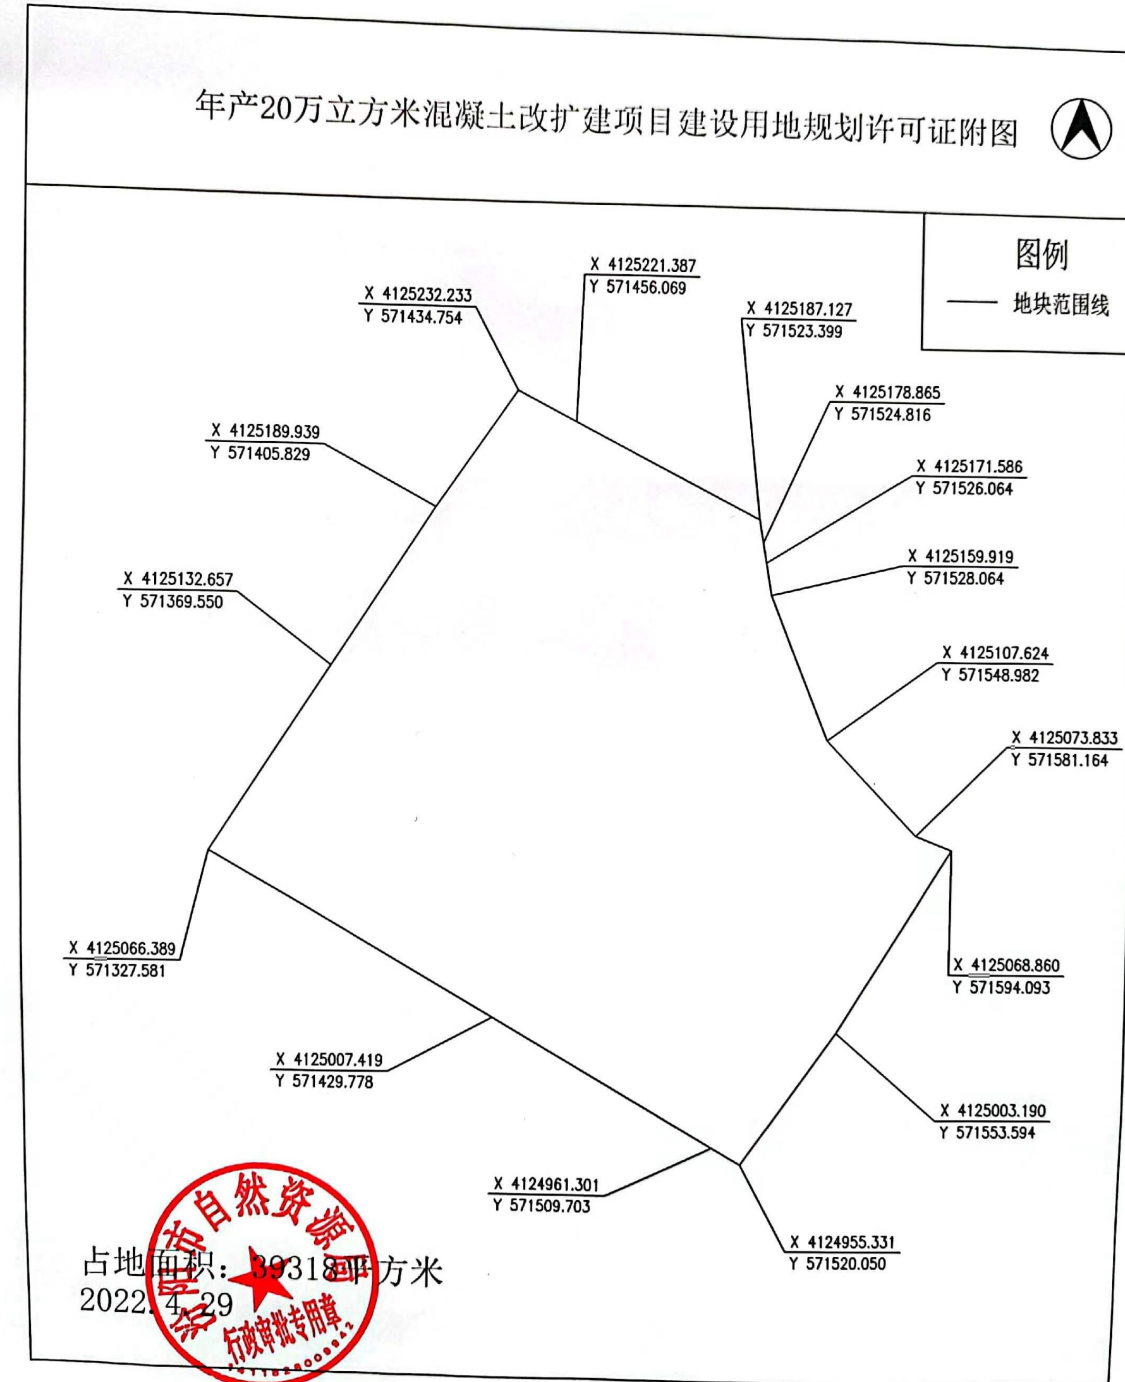 年产20万立方米混凝土改扩建项目建设用地规划许可证附图
图例
地块范围线
X 4125221.387
Y 571456.069
X 4125232.233
Y 571434.754
X 4125187.127
Y 571523.399
X 4125178.865
Y 571524.816
X 4125189.939
Y 571405.829
X 4125171.586
Y 571526.064
X 4125159.919
Y 571528.064
X 4125132.657
Y 571369.550
X 4125107.624
Y 571548.982
X 4125073.833
Y 571581.164
X 4125066.389
Y 571327.581
X 4125068.860
Y 571594.093
X 4125007.419
Y 571429.778
X 4125003.190
Y 571553.594
X 4124961.301
Y 571509.703
X 4124955.331
Y 571520.050
市自然资源局
行政审批专用章
占地面积：39318平方米
2022.4.29